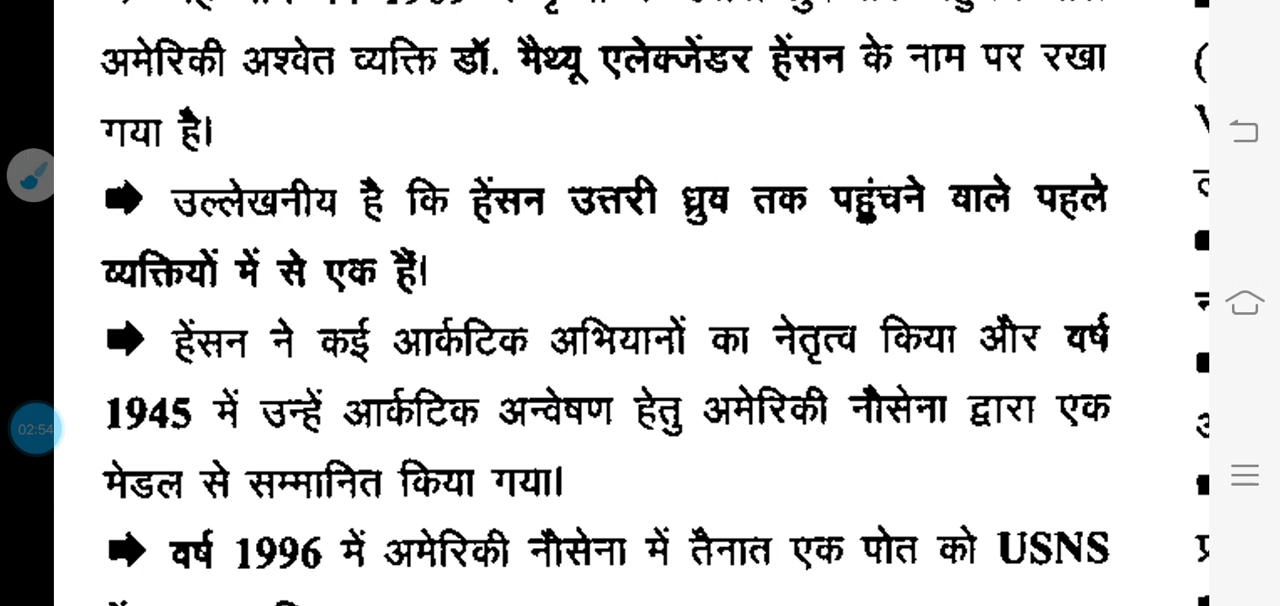 अमेरिकी अश्वेत व्यक्ति डॉ. मैथ्यू एलेक्जेंडर हेंसन के नाम पर रखा
गया है।
➡ उल्लेखनीय है कि हेंसन उत्तरी ध्रुव तक पहुंचने वाले पहले
व्यक्तियों में से एक हैं।
➡ हेंसन ने कई आर्कटिक अभियानों का नेतृत्व किया और वर्ष
1945 में उन्हें आर्कटिक अन्वेषण हेतु अमेरिकी नौसेना द्वारा एक
मेडल से सम्मानित किया गया।
➡ वर्ष 1996 में अमेरिकी नौसेना में तैनात एक पोत को USNS
02:54